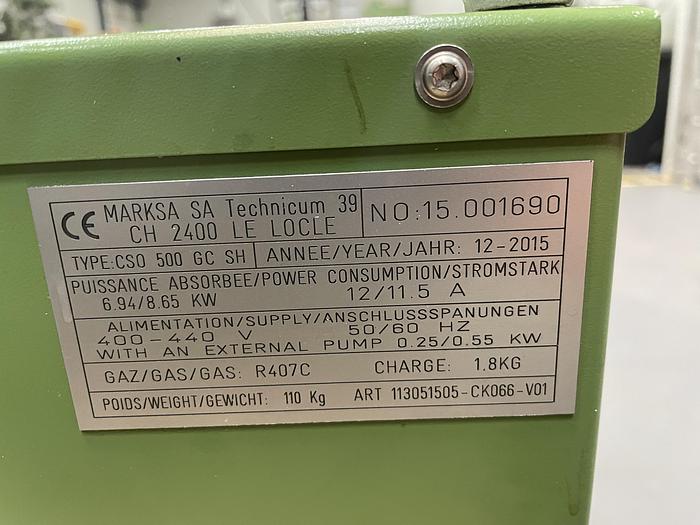 CE MARKSA SA Technicum 39
CH 2400 LE LOCLE
NO:15.001690
TYPE:CSO 500 GC SH
ANNEE/YEAR/JAHR: 12-2015
PUISSANCE ABSORBEE/POWER CONSUMPTION/STROMSTARK
6.94/8.65 KW 12/11.5 A
ALIMENTATION/SUPPLY/ANSCHLUSSSPANUNGEN
400-440 V 50/60 HZ
WITH AN EXTERNAL PUMP 0.25/0.55 KW
GAZ/GAS/GAS: R407C CHARGE: 1.8KG
POIDS/WEIGHT/GEWICHT: 110 Kg ART 113051505-CK066-V01